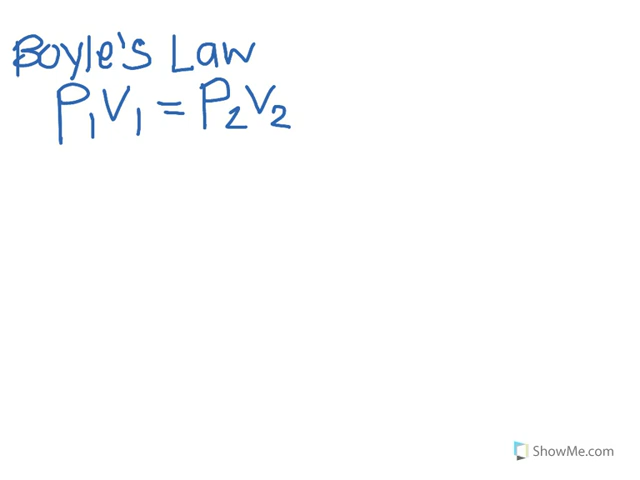 Boyle's Law
P₁V₁ = P₂V₂
ShowMe.com